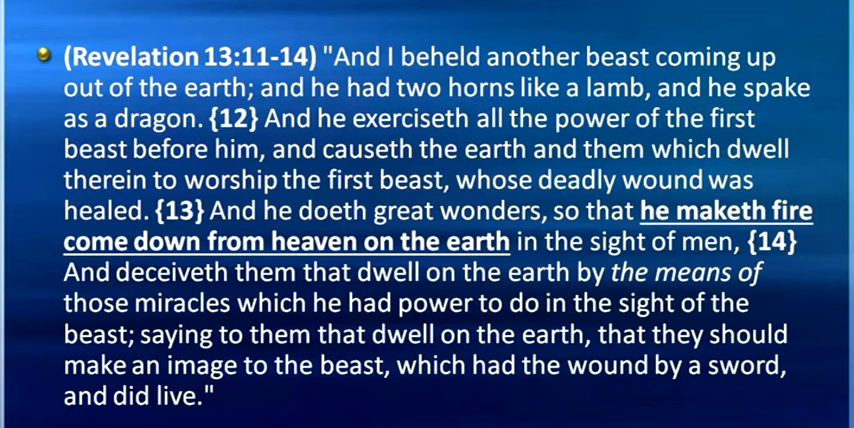 (Revelation 13:11-14) "And I beheld another beast coming up
out of the earth; and he had two horns like a lamb, and he spake
as a dragon. {12} And he exerciseth all the power of the first
beast before him, and causeth the earth and them which dwell
therein to worship the first beast, whose deadly wound was
healed. {13} And he doeth great wonders, so that he maketh fire
come down from heaven on the earth in the sight of men, {14}
And deceiveth them that dwell on the earth by the means of
those miracles which he had power to do in the sight of the
beast; saying to them that dwell on the earth, that they should
make an image to the beast, which had the wound by a sword,
and did live."